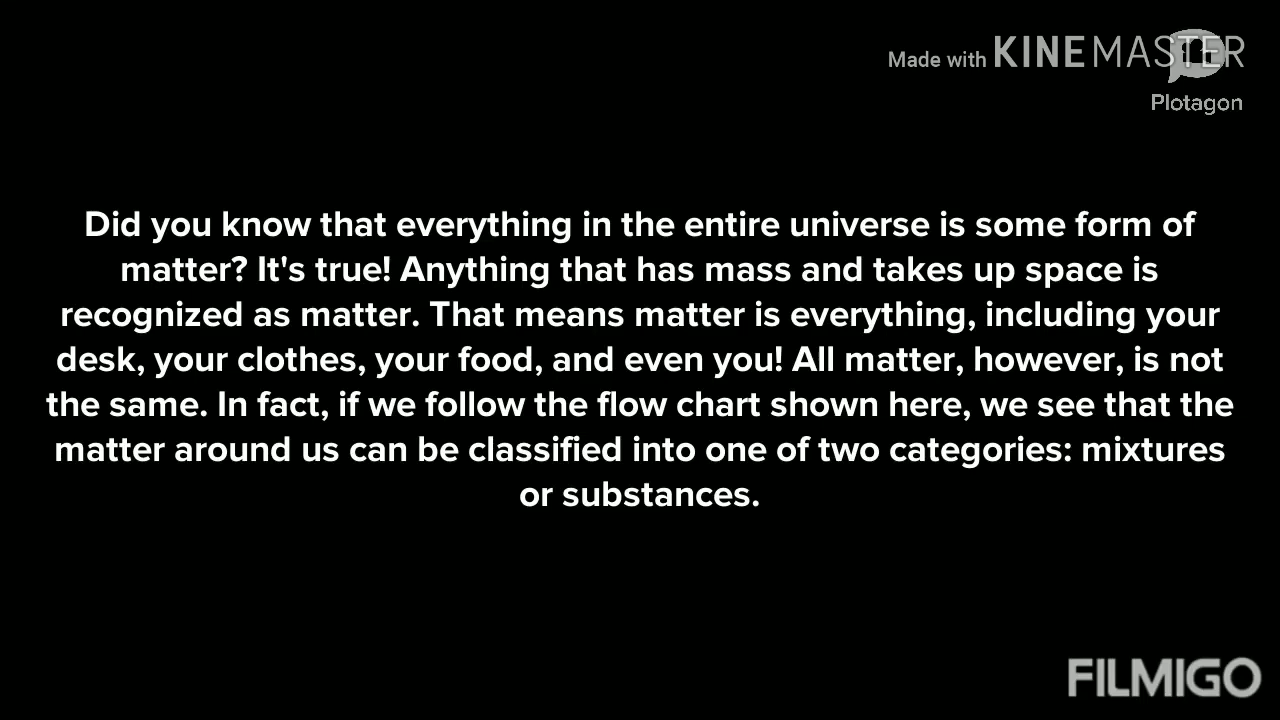 Made with KINEMASTER
Plotagon
Did you know that everything in the entire universe is some form of
matter? It's true! Anything that has mass and takes up space is
recognized as matter. That means matter is everything, including your
desk, your clothes, your food, and even you! All matter, however, is not
the same. In fact, if we follow the flow chart shown here, we see that the
matter around us can be classified into one of two categories: mixtures
or substances.
FILMIGO